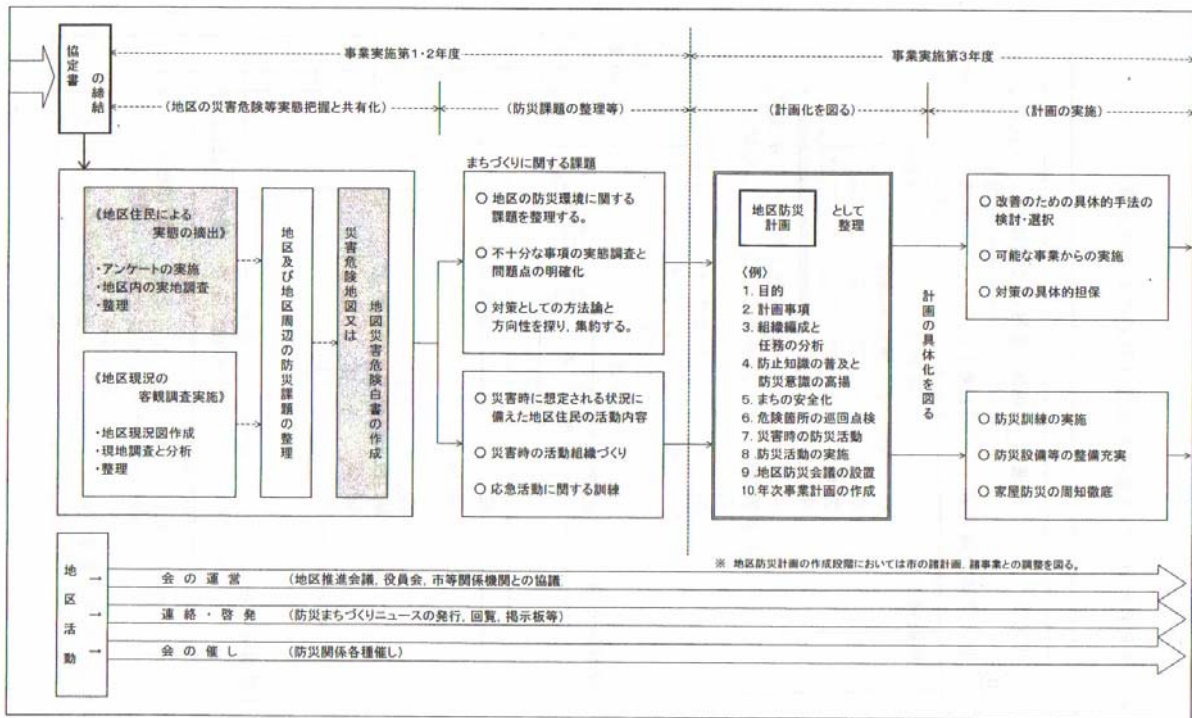 協定書
の締結
事業実施第1・2年度
事業実施第3年度
(地区の災害危険等実態把握と共有化)
(防災課題の整理等)
(計画化を図る)
(計画の実施)
《地区住民による
実態の摘出》
・アンケートの実施
・地区内の実地調査
・整理
《地区現況の
客観調査実施》
・地区現況図作成
・現地調査と分析
・整理
地区及び地区周辺の防災課題の整理
災害危険地図又は
地図災害危険白書の作成
まちづくりに関する課題
○ 地区の防災環境に関する
課題を整理する。
○ 不十分な事項の実態調査と
問題点の明確化
○ 対策としての方法論と
方向性を探り,集約する。
○ 災害時に想定される状況に
備えた地区住民の活動内容
○ 災害時の活動組織づくり
○ 応急活動に関する訓練
地区防災
計画
として
整理
〈例〉
1. 目的
2. 計画事項
3. 組織編成と
任務の分析
4. 防止知識の普及と
防災意識の高揚
5. まちの安全化
6. 危険箇所の巡回点検
7. 災害時の防災活動
8. 防災活動の実施
9. 地区防災会議の設置
10. 年次事業計画の作成
計画の具体化を図る
○ 改善のための具体的手法の
検討・選択
○ 可能な事業からの実施
○ 対策の具体的担保
○ 防災訓練の実施
○ 防災設備等の整備充実
○ 家屋防災の周知徹底
※ 地区防災計画の作成段階においては市の諸計画,諸事業との調整を図る。
地区活動
会の運営 (地区推進会議,役員会,市等関係機関との協議
連絡・啓発 (防災まちづくりニュースの発行,回覧,掲示板等)
会の催し (防災関係各種催し)